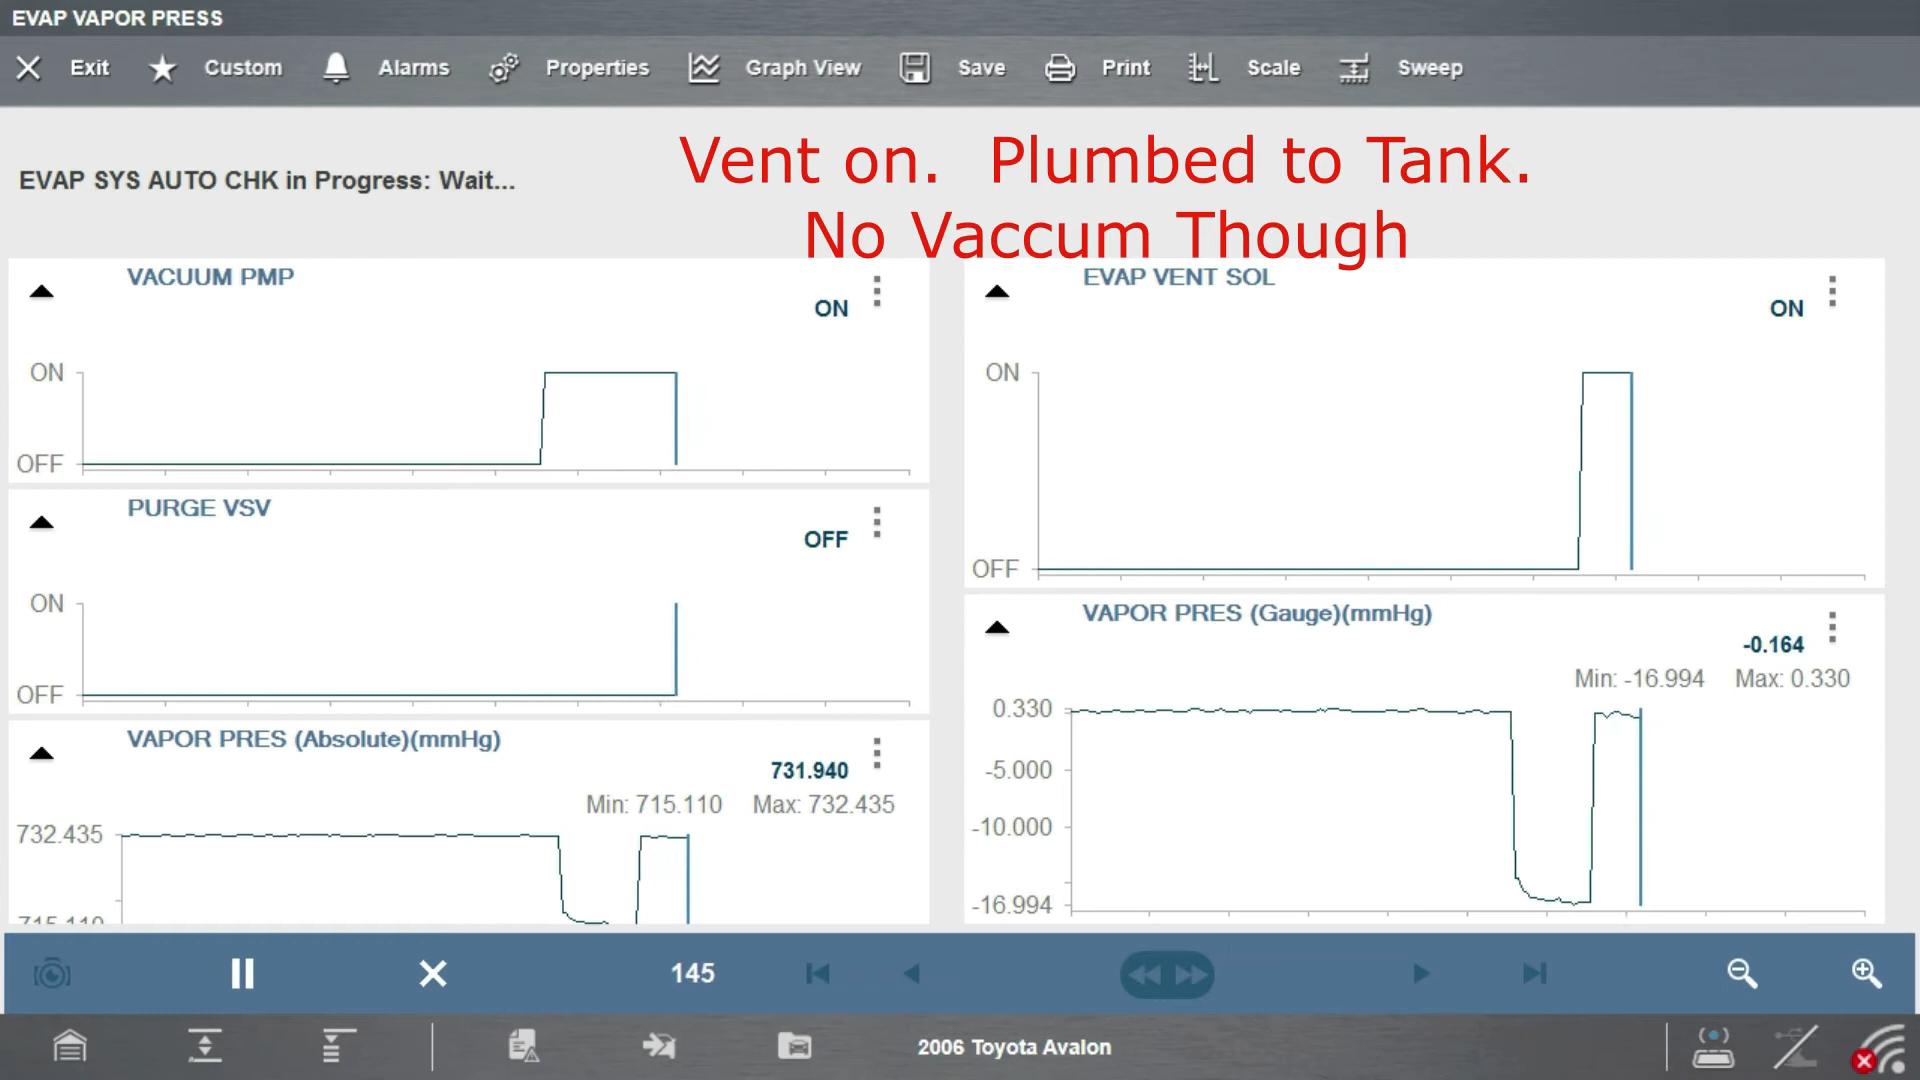 EVAP VAPOR PRESS
Exit Custom Alarms Properties Graph View Save Print Scale Sweep
Vent on. Plumbed to Tank.
No Vaccum Though
EVAP SYS AUTO CHK in Progress: Wait...
VACUUM PMP
ON
ON
OFF
PURGE VSV
OFF
ON
OFF
VAPOR PRES (Absolute)(mmHg)
731.940
Min: 715.110 Max: 732.435
732.435
715.110
EVAP VENT SOL
ON
ON
OFF
VAPOR PRES (Gauge)(mmHg)
-0.164
Min: -16.994 Max: 0.330
0.330
-5.000
-10.000
-16.994
145
2006 Toyota Avalon